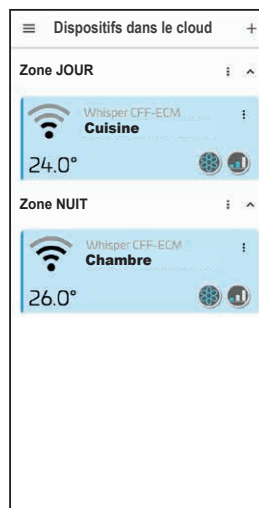 Dispositifs dans le cloud
Zone JOUR
Whisper CFF-ECM
Cuisine
24.0°
Zone NUIT
Whisper CFF-ECM
Chambre
26.0°